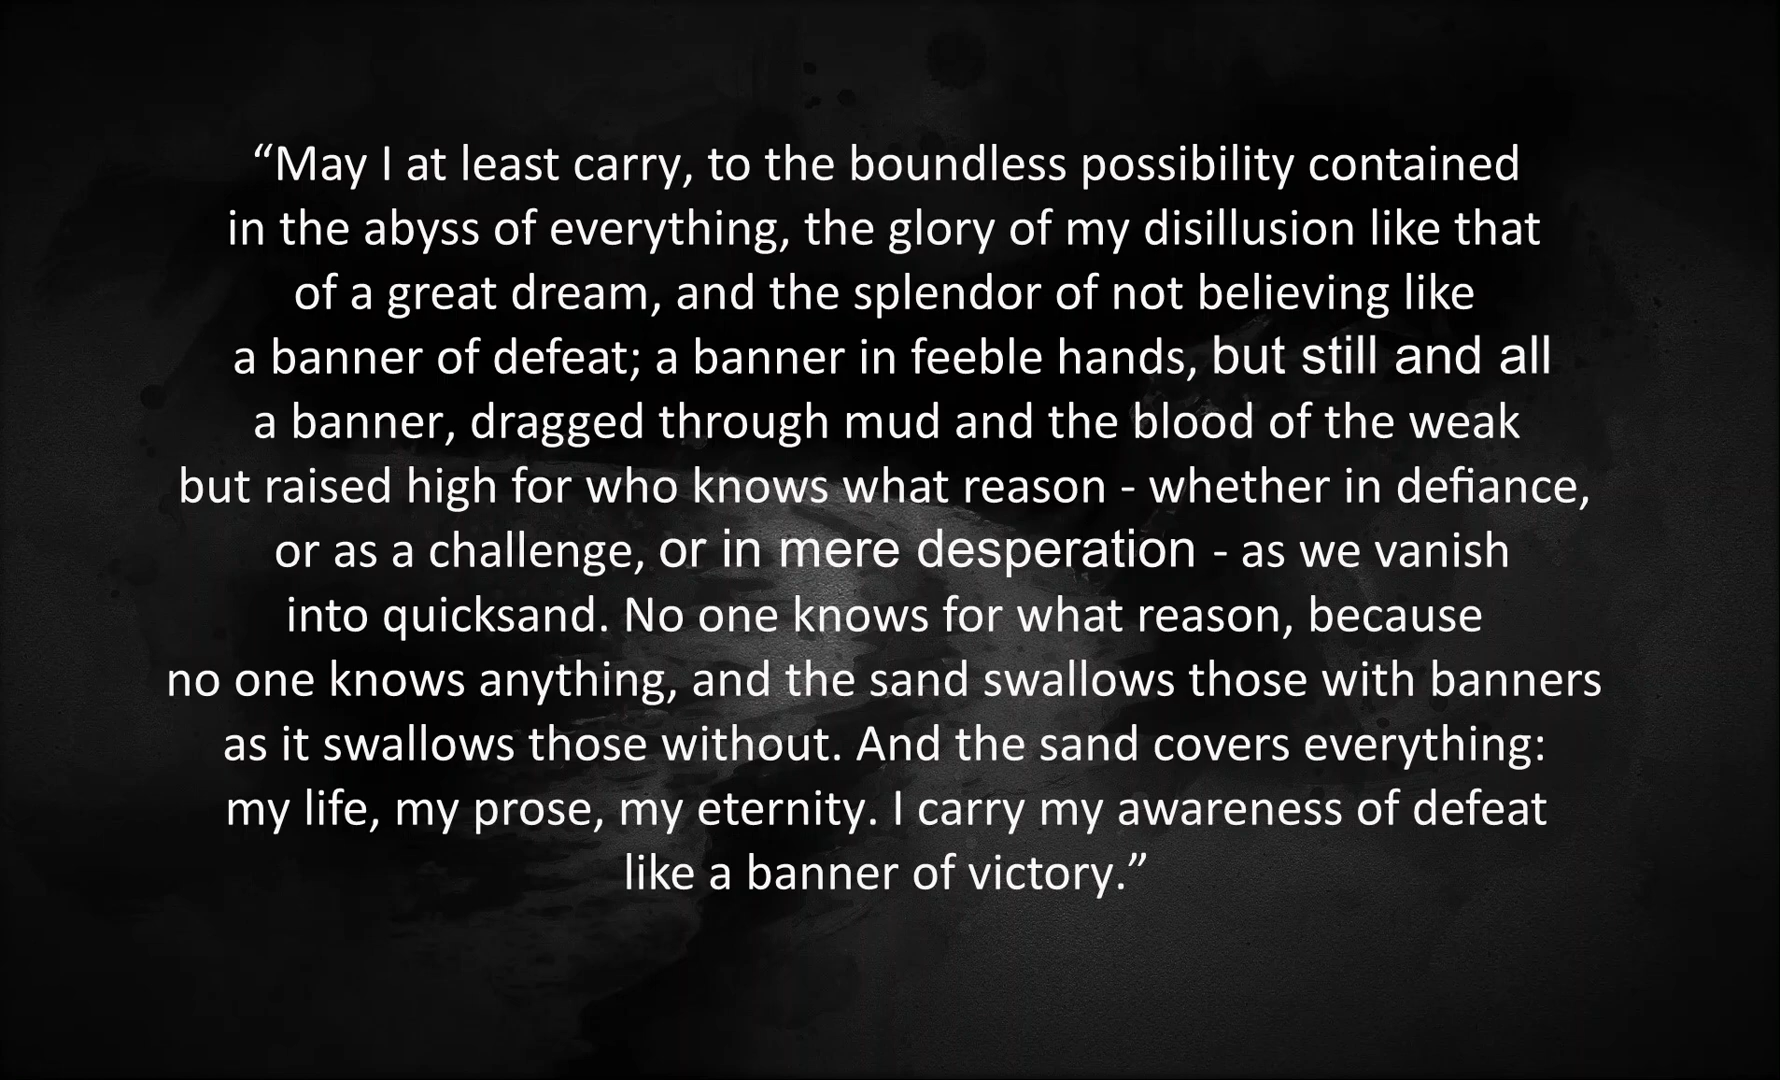 “May I at least carry, to the boundless possibility contained
in the abyss of everything, the glory of my disillusion like that
of a great dream, and the splendor of not believing like
a banner of defeat; a banner in feeble hands, but still and all
a banner, dragged through mud and the blood of the weak
but raised high for who knows what reason - whether in defiance,
or as a challenge, or in mere desperation - as we vanish
into quicksand. No one knows for what reason, because
no one knows anything, and the sand swallows those with banners
as it swallows those without. And the sand covers everything:
my life, my prose, my eternity. I carry my awareness of defeat
like a banner of victory.”